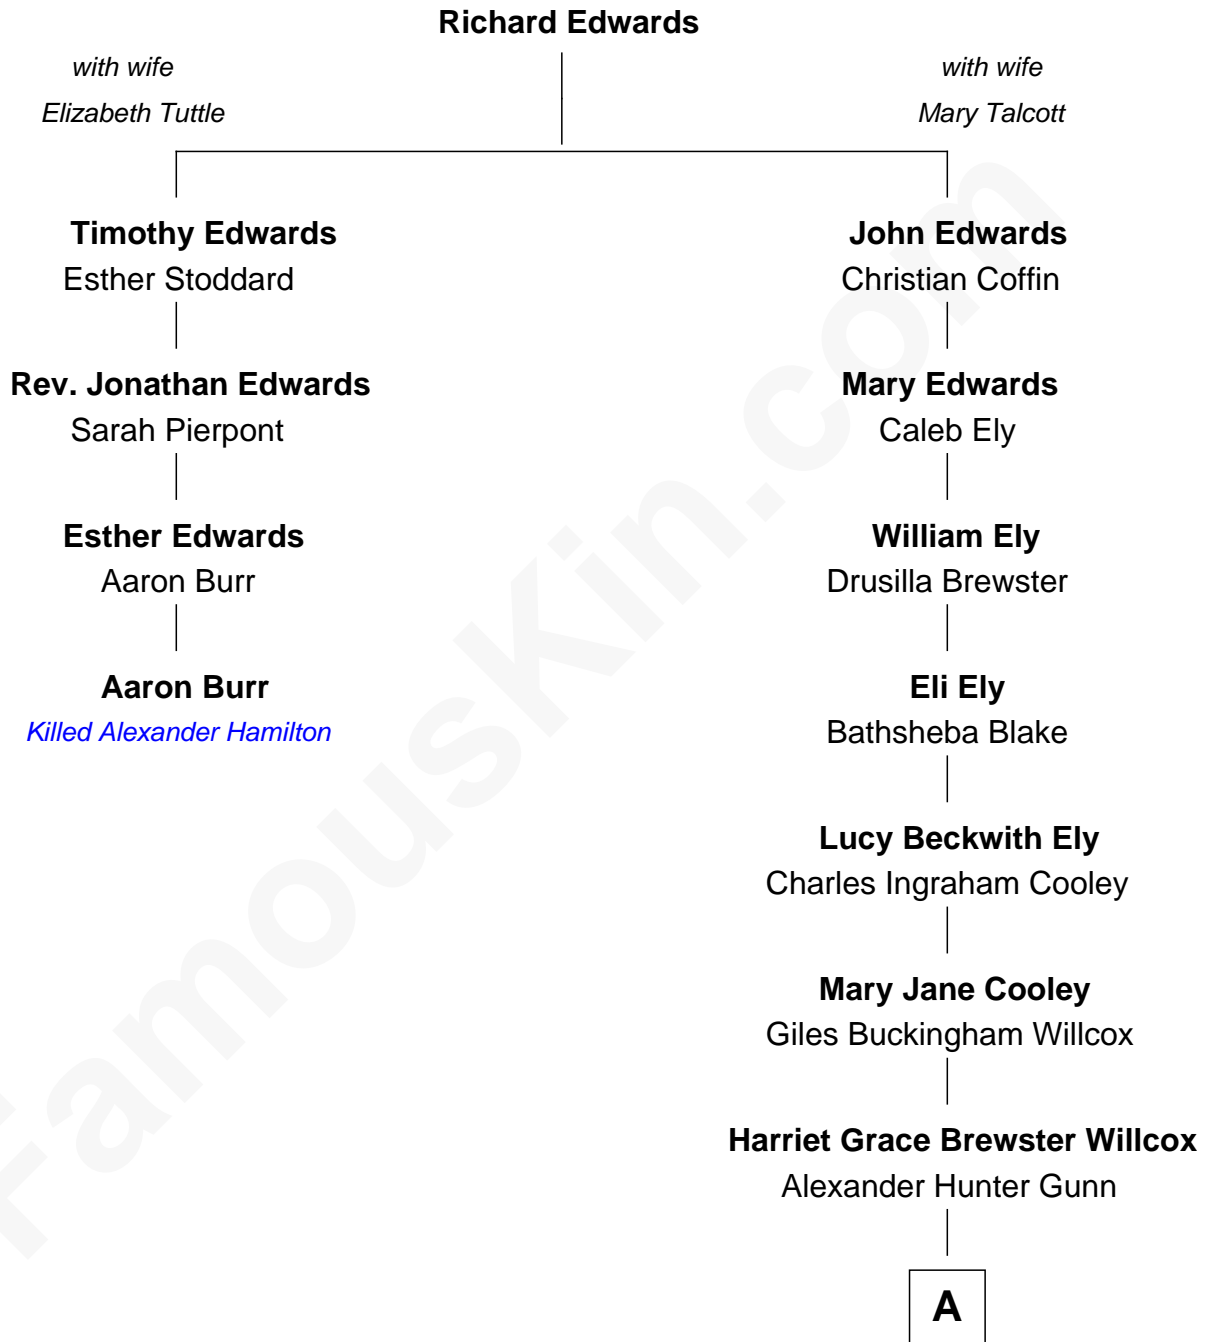 Richard Edwards
with wife
Elizabeth Tuttle
with wife
Mary Talcott
Timothy Edwards
Esther Stoddard
Rev. Jonathan Edwards
Sarah Pierpont
Esther Edwards
Aaron Burr
Aaron Burr
Killed Alexander Hamilton
John Edwards
Christian Coffin
Mary Edwards
Caleb Ely
William Ely
Drusilla Brewster
Eli Ely
Bathsheba Blake
Lucy Beckwith Ely
Charles Ingraham Cooley
Mary Jane Cooley
Giles Buckingham Willcox
Harriet Grace Brewster Willcox
Alexander Hunter Gunn
A
FamousKin.com